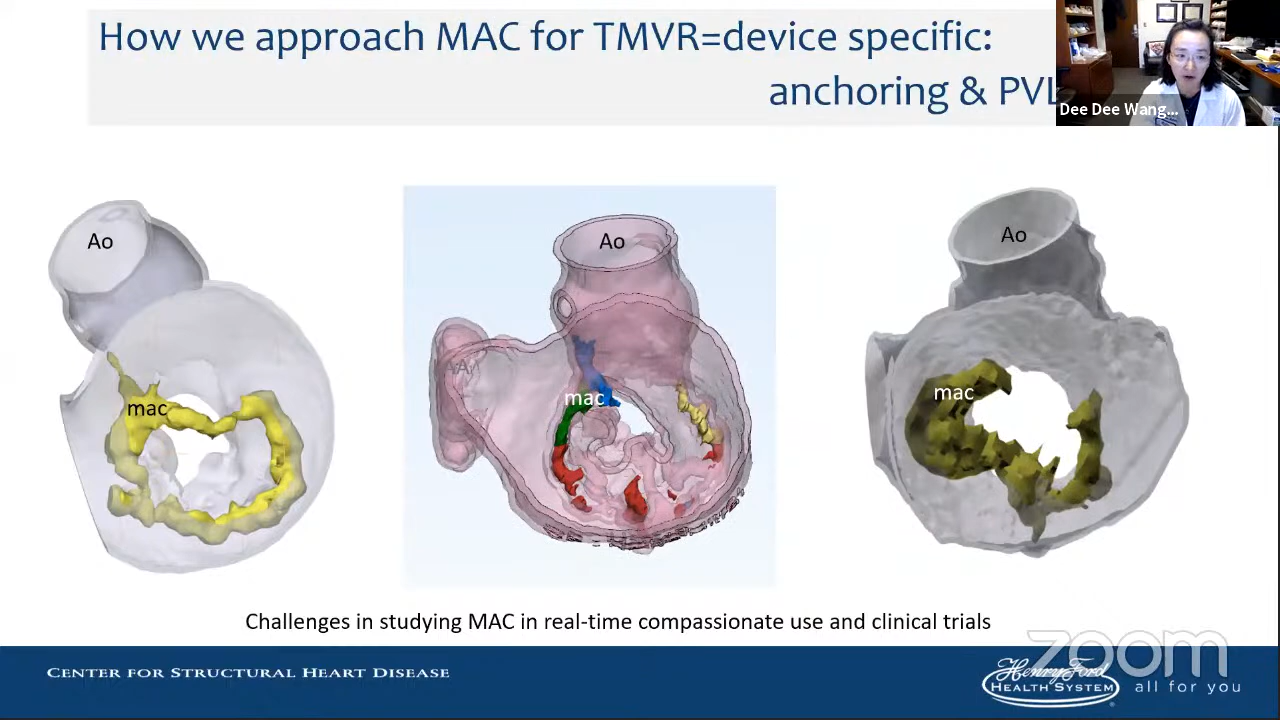 How we approach MAC for TMVR=device specific:
anchoring & PVL
Dee Dee Wang...
Ao
mac
Ao
mac
Ao
mac
Challenges in studying MAC in real-time compassionate use and clinical trials
CENTER FOR STRUCTURAL HEART DISEASE
zoom
Henry Ford
HEALTH SYSTEM
all for you